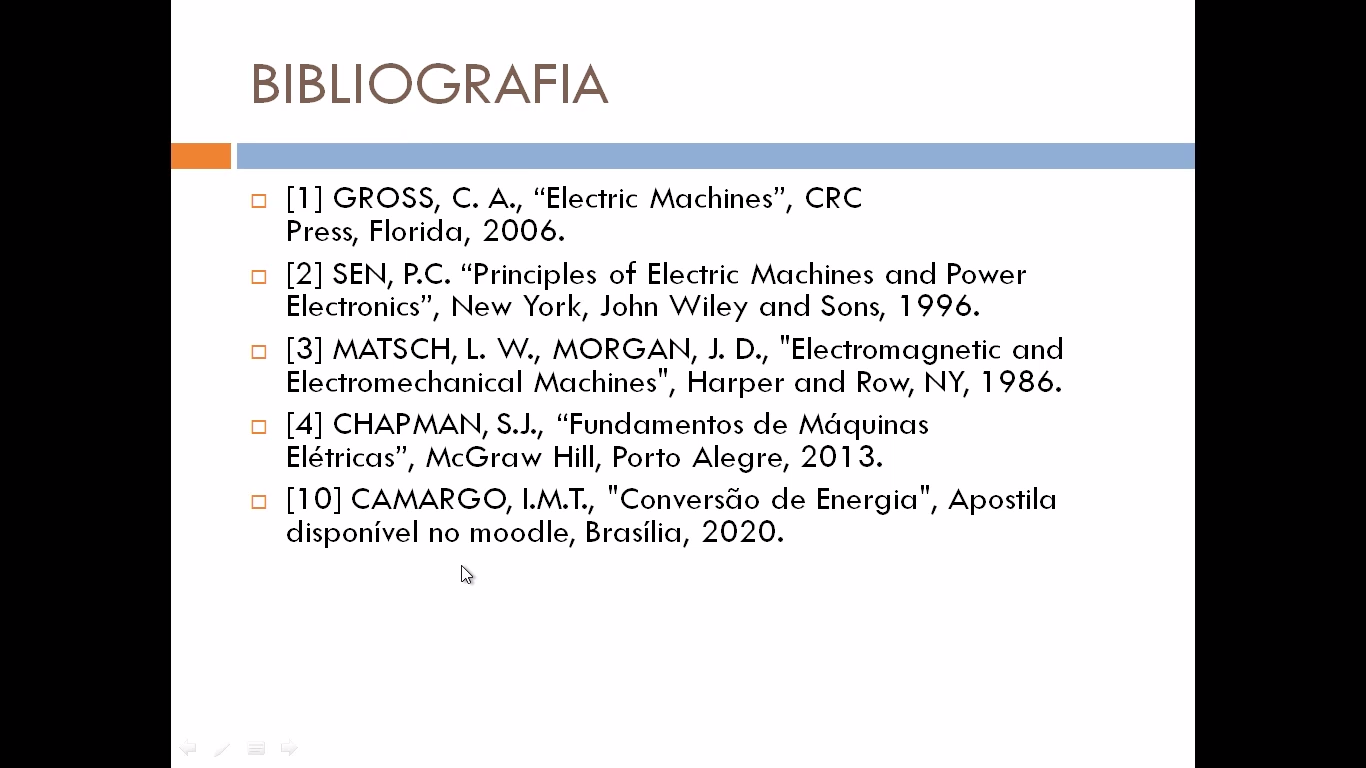 BIBLIOGRAFIA
[1] GROSS, C. A., “Electric Machines”, CRC
Press, Florida, 2006.
[2] SEN, P.C. “Principles of Electric Machines and Power
Electronics”, New York, John Wiley and Sons, 1996.
[3] MATSCH, L. W., MORGAN, J. D., "Electromagnetic and
Electromechanical Machines", Harper and Row, NY, 1986.
[4] CHAPMAN, S.J., “Fundamentos de Máquinas
Elétricas”, McGraw Hill, Porto Alegre, 2013.
[10] CAMARGO, I.M.T., "Conversão de Energia", Apostila
disponível no moodle, Brasília, 2020.